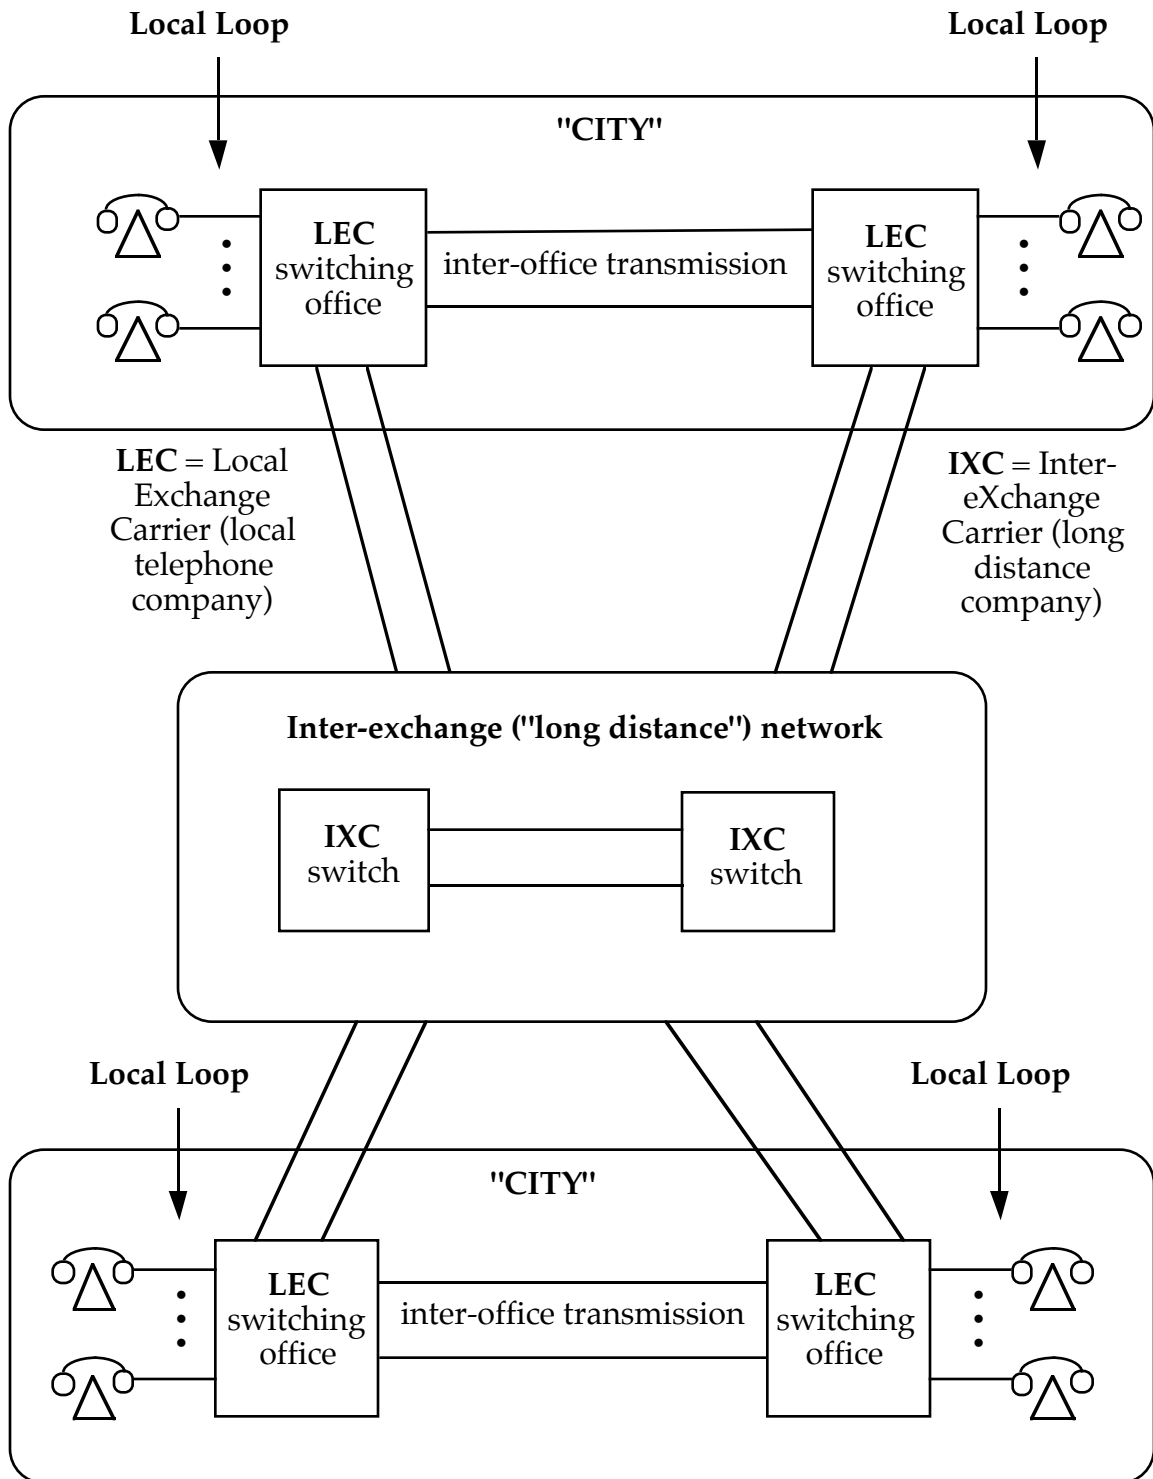 Local Loop
Local Loop
"CITY"
LEC
switching
office
inter-office transmission
LEC
switching
office
LEC = Local
Exchange
Carrier (local
telephone
company)
IXC = Inter-
eXchange
Carrier (long
distance
company)
Inter-exchange ("long distance") network
IXC
switch
IXC
switch
Local Loop
Local Loop
"CITY"
LEC
switching
office
inter-office transmission
LEC
switching
office